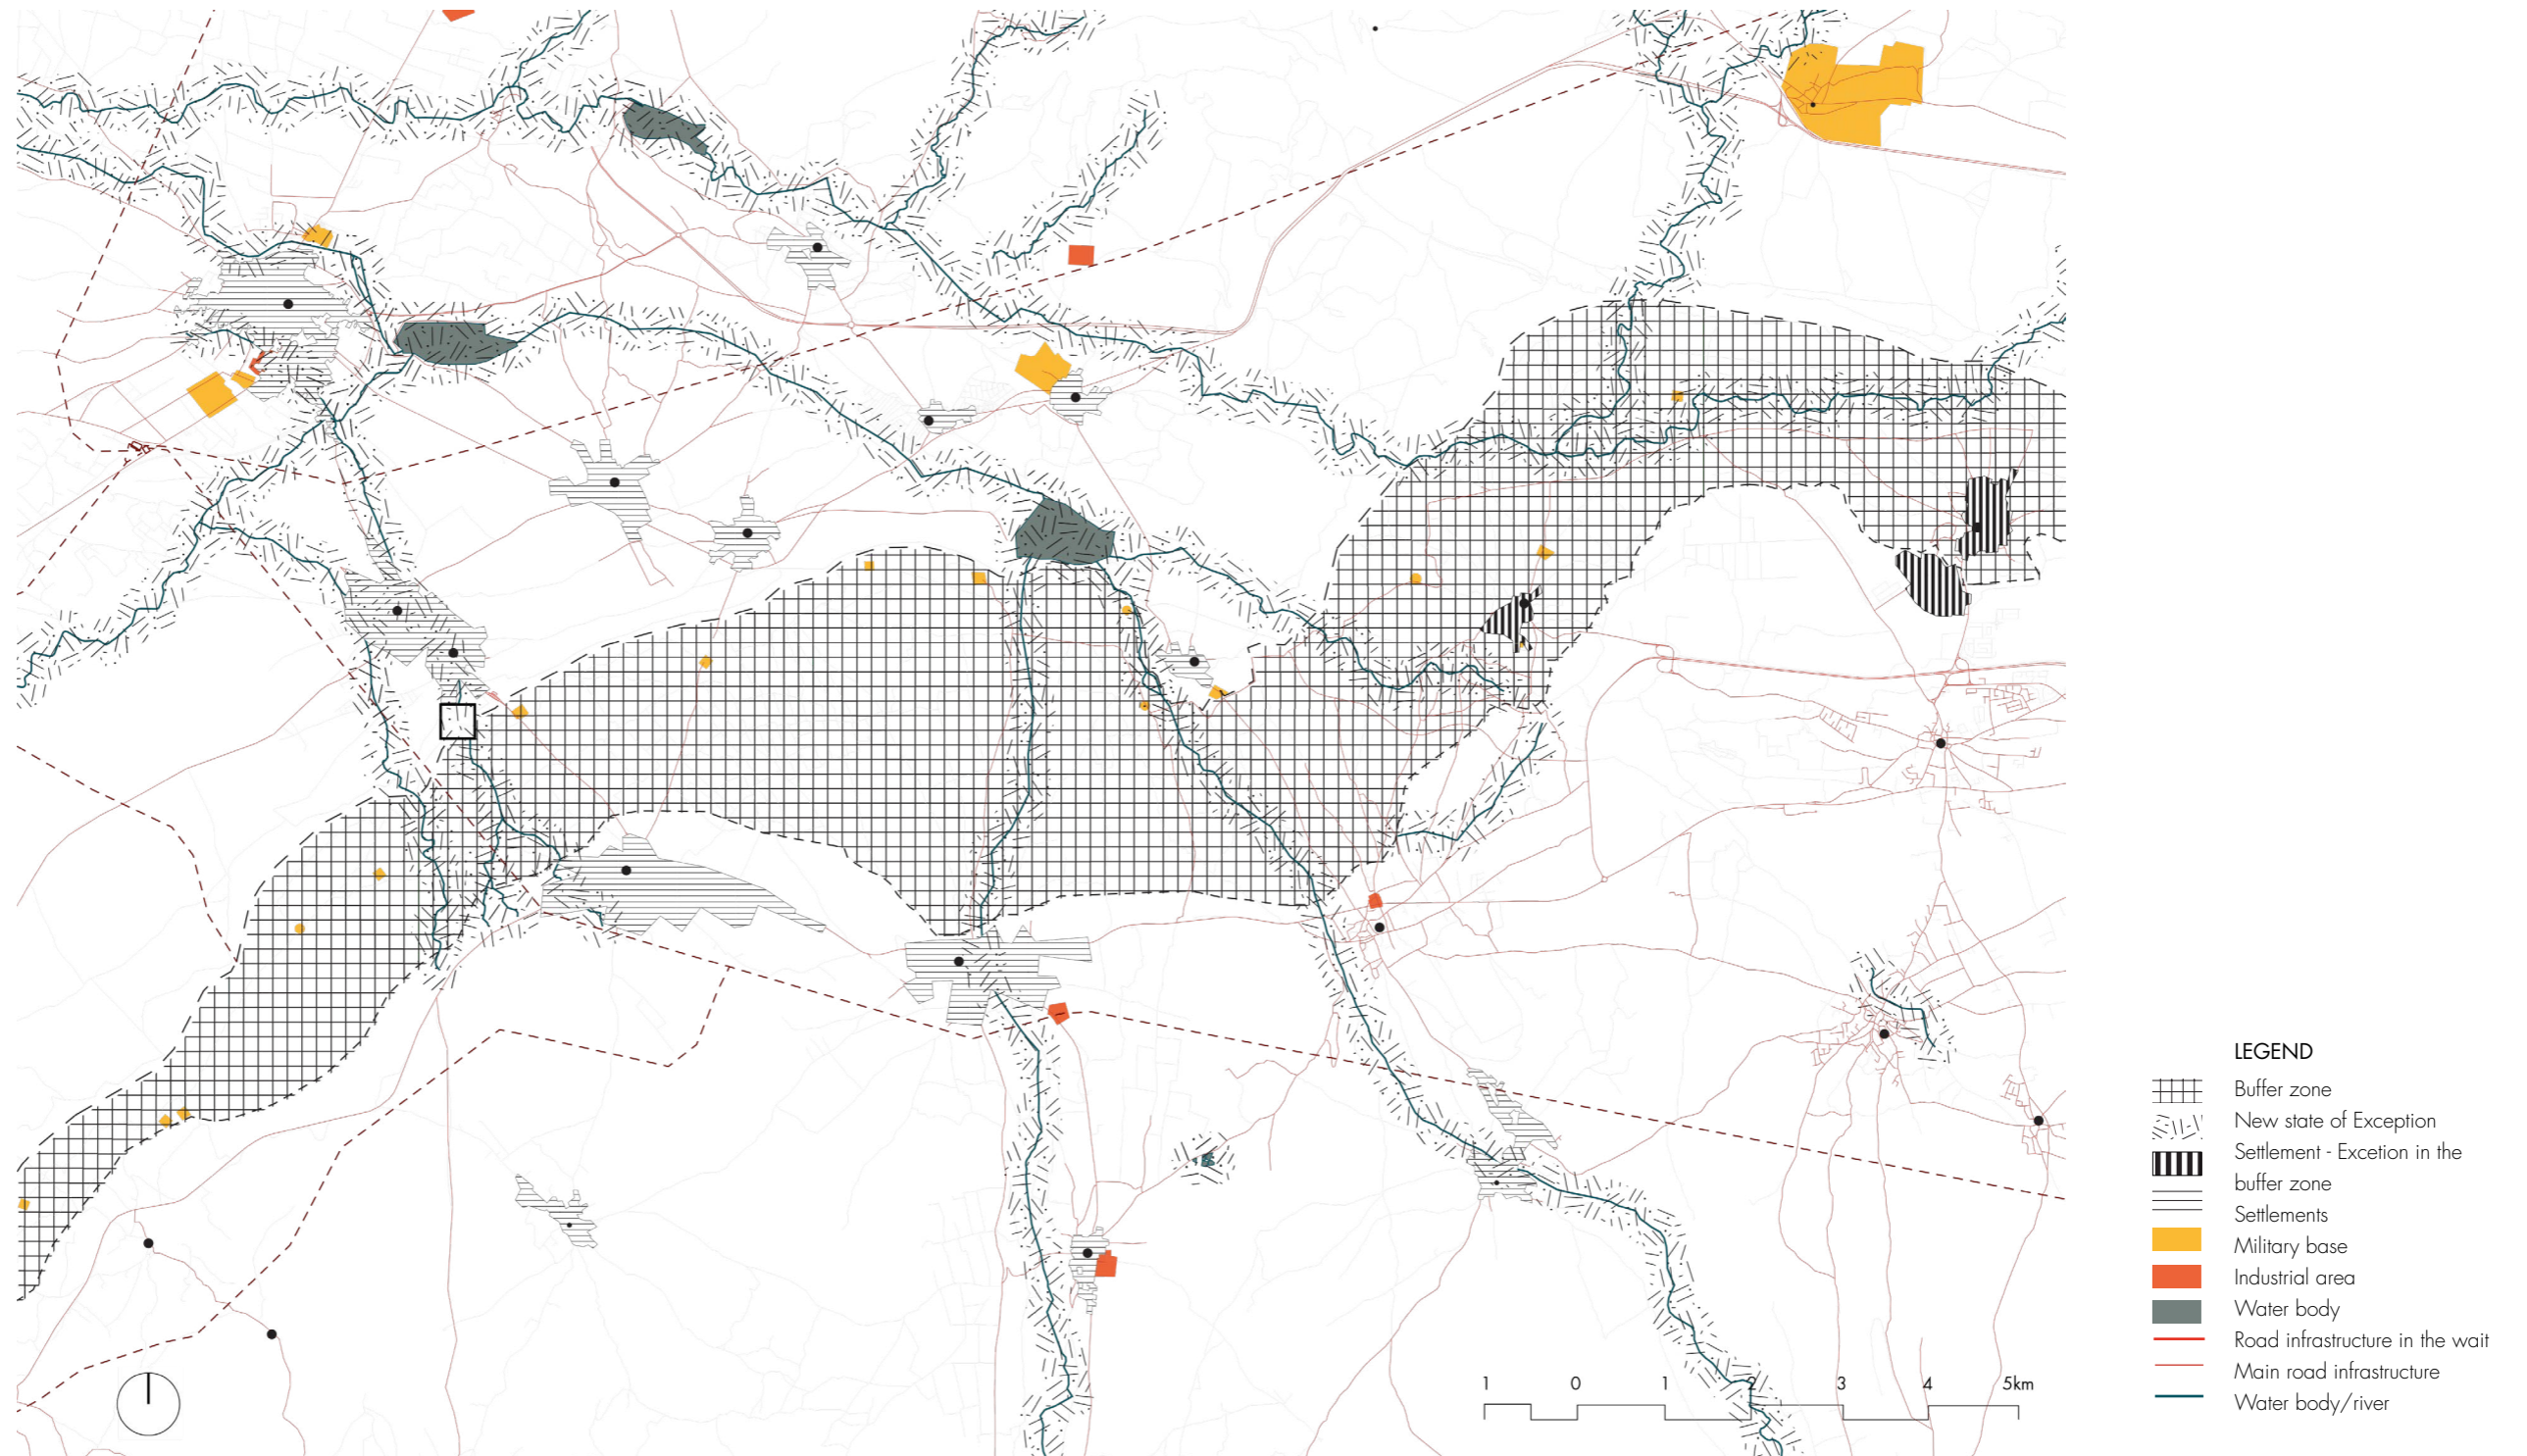 LEGEND
Buffer zone
New state of Exception
Settlement - Excetion in the
buffer zone
Settlements
Military base
Industrial area
Water body
Road infrastructure in the wait
Main road infrastructure
Water body/river
1 0 1 2 3 4 5km